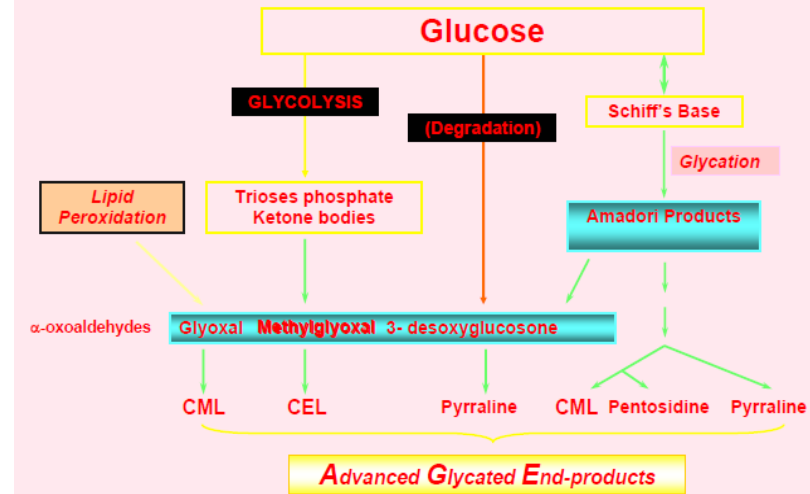 Glucose
GLYCOLYSIS
(Degradation)
Schiff's Base
Glycation
Lipid
Peroxidation
Trioses phosphate
Ketone bodies
Amadori Products
α-oxoaldehydes
Glyoxal Methylglyoxal 3- desoxyglucosone
CML
CEL
Pyrraline
CML
Pentosidine
Pyrraline
Advanced Glycated End-products